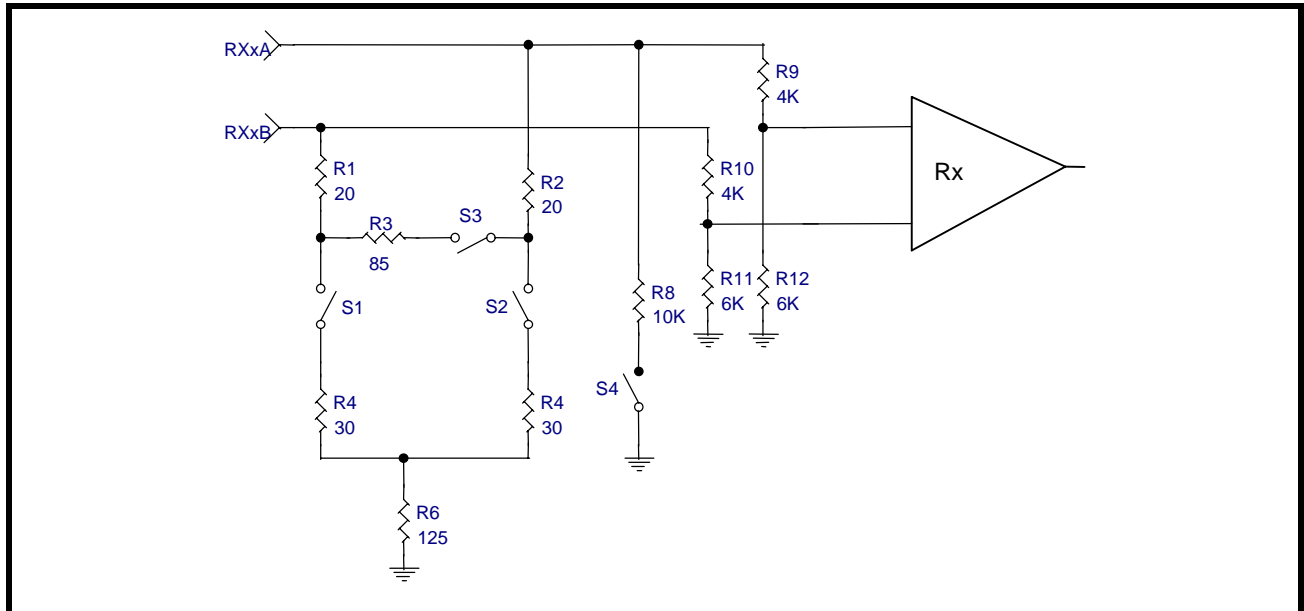 RXxA
R9
4K
RXxB
R1
20
R2
20
R10
4K
Rx
R3
85
S3
S1
S2
R8
10K
R11
6K
R12
6K
S4
R4
30
R4
30
R6
125